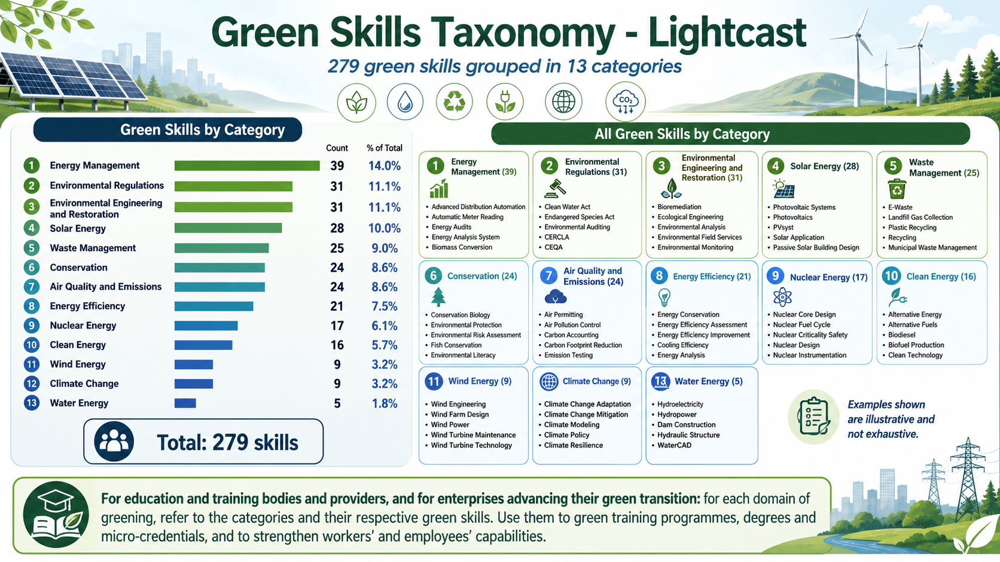 Green Skills Taxonomy - Lightcast
279 green skills grouped in 13 categories
CO₂
Green Skills by Category
Count % of Total
1 Energy Management 39 14.0%
2 Environmental Regulations 31 11.1%
3 Environmental Engineering
and Restoration 31 11.1%
4 Solar Energy 28 10.0%
5 Waste Management 25 9.0%
6 Conservation 24 8.6%
7 Air Quality and Emissions 24 8.6%
8 Energy Efficiency 21 7.5%
9 Nuclear Energy 17 6.1%
10 Clean Energy 16 5.7%
11 Wind Energy 9 3.2%
12 Climate Change 9 3.2%
13 Water Energy 5 1.8%
Total: 279 skills
All Green Skills by Category
1 Energy
Management (39)
• Advanced Distribution Automation
• Automatic Meter Reading
• Energy Audits
• Energy Analysis System
• Biomass Conversion
2 Environmental
Regulations (31)
• Clean Water Act
• Endangered Species Act
• Environmental Auditing
• CERCLA
• CEQA
3 Environmental
Engineering and
Restoration (31)
• Bioremediation
• Ecological Engineering
• Environmental Analysis
• Environmental Field Services
• Environmental Monitoring
4 Solar Energy (28)
• Photovoltaic Systems
• Photovoltaics
• PVsyst
• Solar Application
• Passive Solar Building Design
5 Waste
Management (25)
• E-Waste
• Landfill Gas Collection
• Plastic Recycling
• Recycling
• Municipal Waste Management
6 Conservation (24)
• Conservation Biology
• Environmental Protection
• Environmental Risk Assessment
• Fish Conservation
• Environmental Literacy
7 Air Quality and
Emissions (24)
• Air Permitting
• Air Pollution Control
• Carbon Accounting
• Carbon Footprint Reduction
• Emission Testing
8 Energy Efficiency (21)
• Energy Conservation
• Energy Efficiency Assessment
• Energy Efficiency Improvement
• Cooling Efficiency
• Energy Analysis
9 Nuclear Energy (17)
• Nuclear Core Design
• Nuclear Fuel Cycle
• Nuclear Criticality Safety
• Nuclear Design
• Nuclear Instrumentation
10 Clean Energy (16)
• Alternative Energy
• Alternative Fuels
• Biodiesel
• Biofuel Production
• Clean Technology
11 Wind Energy (9)
• Wind Engineering
• Wind Farm Design
• Wind Power
• Wind Turbine Maintenance
• Wind Turbine Technology
Climate Change (9)
• Climate Change Adaptation
• Climate Change Mitigation
• Climate Modeling
• Climate Policy
• Climate Resilience
13 Water Energy (5)
• Hydroelectricity
• Hydropower
• Dam Construction
• Hydraulic Structure
• WaterCAD
Examples shown
are illustrative and
not exhaustive.
For education and training bodies and providers, and for enterprises advancing their green transition: for each domain of
greening, refer to the categories and their respective green skills. Use them to green training programmes, degrees and
micro-credentials, and to strengthen workers’ and employees’ capabilities.